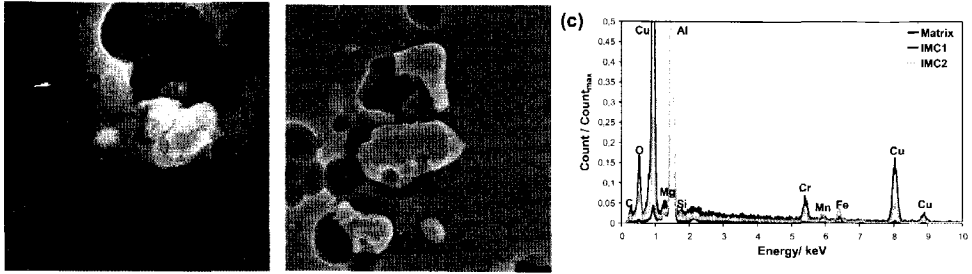 (c)
Matrix
IMC1
IMC2
Cu
Al
O
C
Mg
Si
Cr
Mn
Fe
Cu
Cu
Count / Count_max
0,5
0,45
0,4
0,35
0,3
0,25
0,2
0,15
0,1
0,05
0
0 1 2 3 4 5 6 7 8 9 10
Energy/ keV